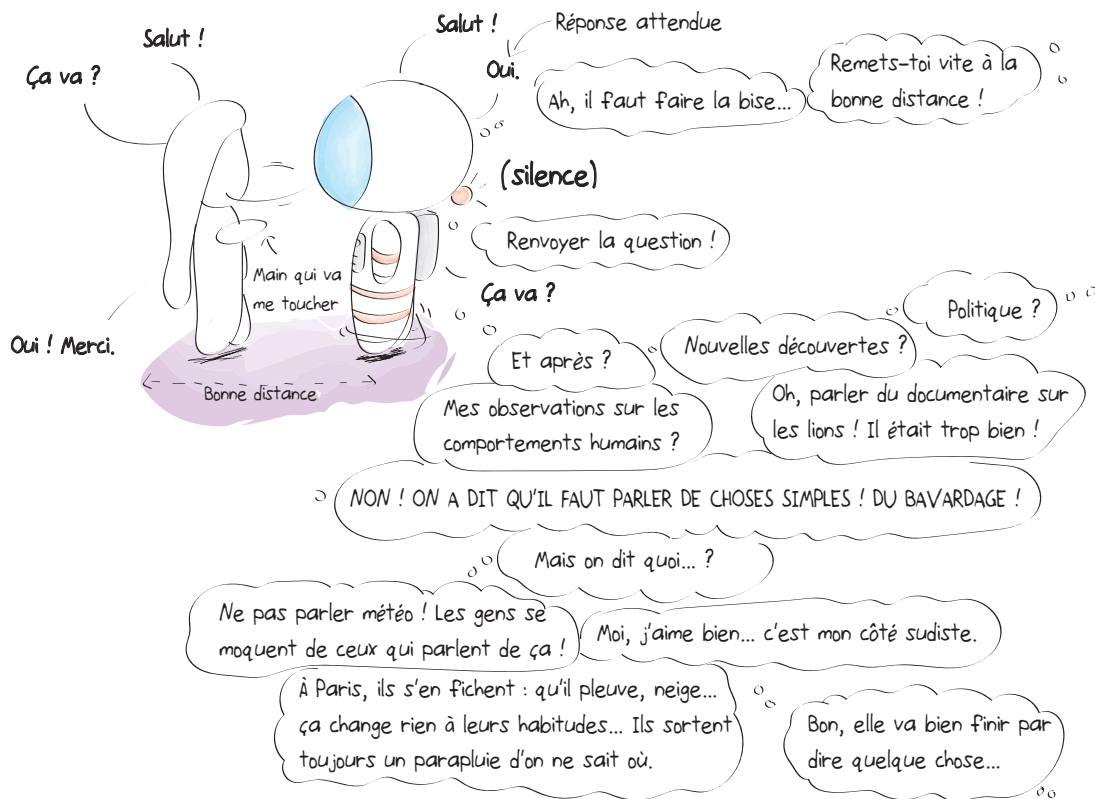 Salut !
Ça va ?
Salut !
Réponse attendue
Oui.
Ah, il faut faire la bise...
Remets-toi vite à la
bonne distance !
(silence)
Renvoyer la question !
Main qui va
me toucher
Ça va ?
Oui ! Merci.
Bonne distance
Et après ?
Nouvelles découvertes ?
Politique ?
Mes observations sur les
comportements humains ?
Oh, parler du documentaire sur
les lions ! Il était trop bien !
NON ! ON A DIT QU'IL FAUT PARLER DE CHOSES SIMPLES ! DU BAVARDAGE !
Mais on dit quoi... ?
Ne pas parler météo ! Les gens se
moquent de ceux qui parlent de ça !
Moi, j'aime bien... c'est mon côté sudiste.
À Paris, ils s'en fichent : qu'il pleuve, neige...
ça change rien à leurs habitudes... Ils sortent
toujours un parapluie d'on ne sait où.
Bon, elle va bien finir par
dire quelque chose...